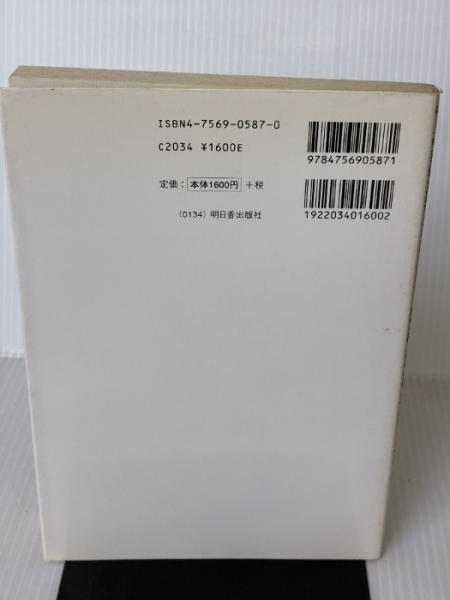 ISBN4-7569-0587-0
C2034 ¥1600E
定価： 本体1600円 +税
(0134) 明日香出版社
9784756905871
1922034016002